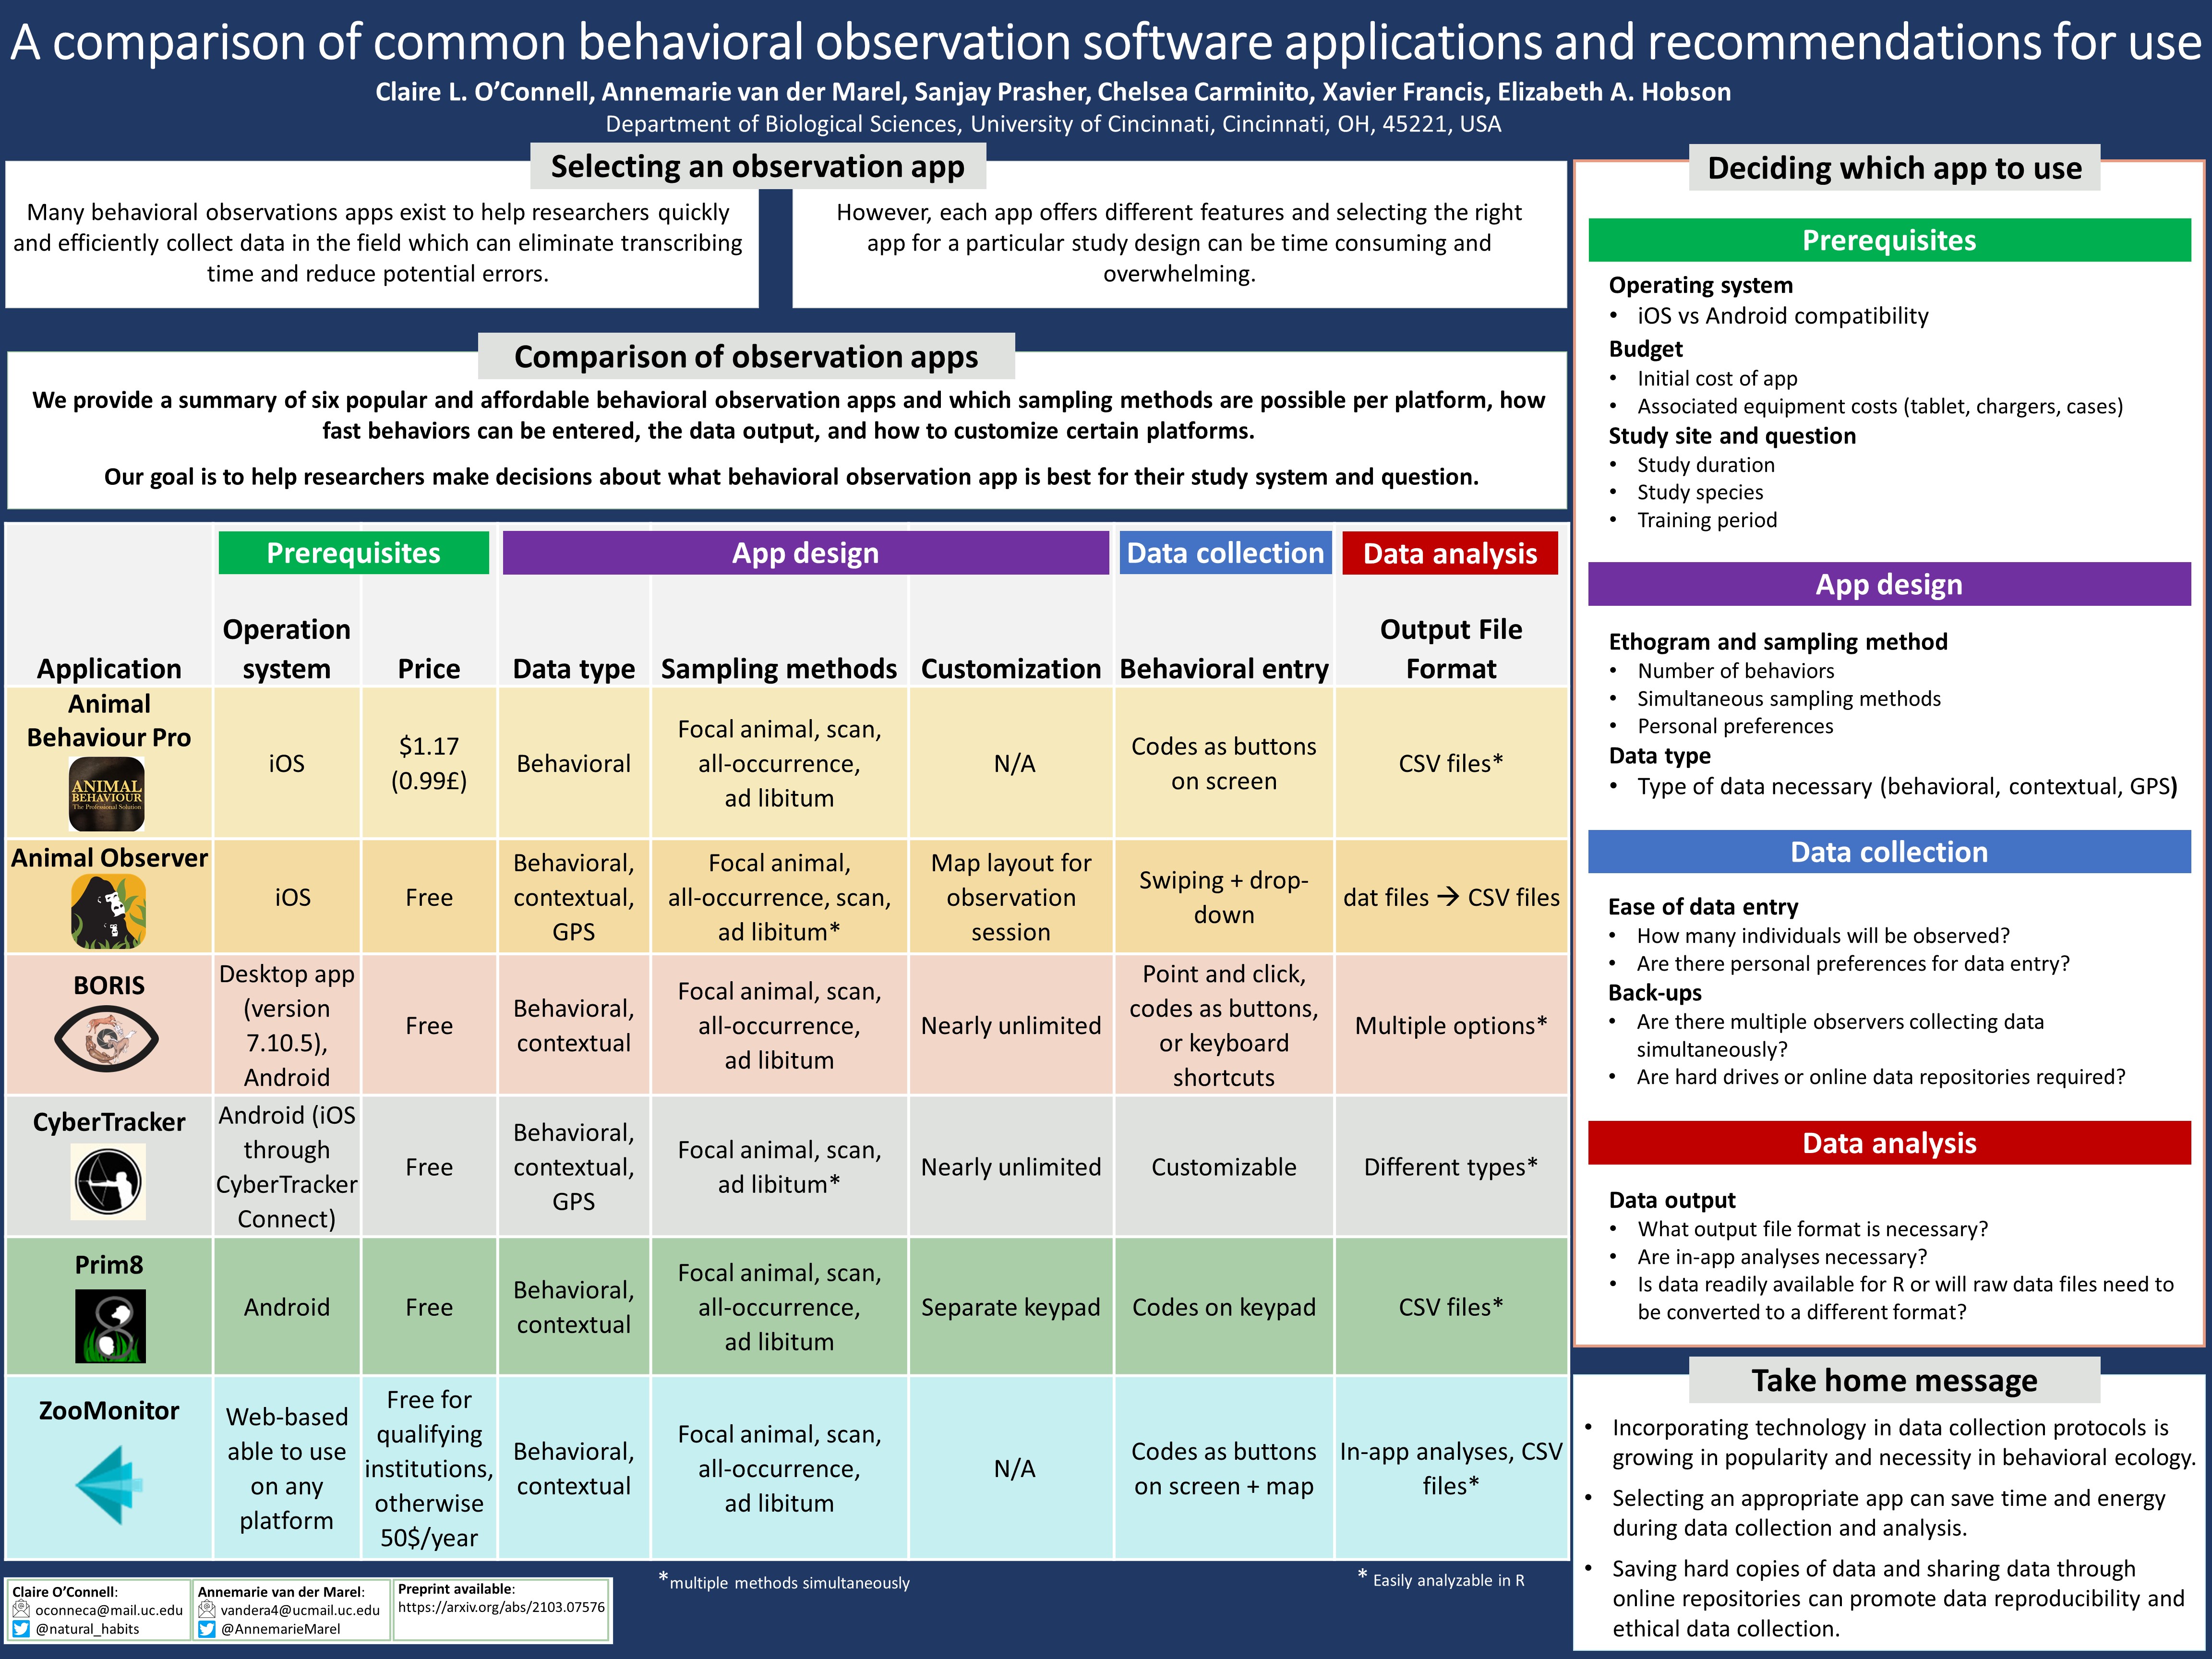 A comparison of common behavioral observation software applications and recommendations for use
Claire L. O'Connell, Annemarie van der Marel, Sanjay Prasher, Chelsea Carminito, Xavier Francis, Elizabeth A. Hobson
Department of Biological Sciences, University of Cincinnati, Cincinnati, OH, 45221, USA
Selecting an observation app
Many behavioral observations apps exist to help researchers quickly
and efficiently collect data in the field which can eliminate transcribing
time and reduce potential errors.
However, each app offers different features and selecting the right
app for a particular study design can be time consuming and
overwhelming.
Comparison of observation apps
We provide a summary of six popular and affordable behavioral observation apps and which sampling methods are possible per platform, how
fast behaviors can be entered, the data output, and how to customize certain platforms.
Our goal is to help researchers make decisions about what behavioral observation app is best for their study system and question.
Prerequisites
App design
Data collection
Data analysis
Application
Operation
system
Price
Data type
Sampling methods
Customization
Behavioral entry
Output File
Format
Animal
Behaviour Pro
ANIMAL
BEHAVIOUR
The Professional Solution
iOS
$1.17
(0.99£)
Behavioral
Focal animal, scan,
all-occurrence,
ad libitum
N/A
Codes as buttons
on screen
CSV files*
Animal Observer
iOS
Free
Behavioral,
contextual,
GPS
Focal animal,
all-occurrence, scan,
ad libitum*
Map layout for
observation
session
Swiping + drop-
down
dat files → CSV files
BORIS
Desktop app
(version
7.10.5),
Android
Free
Behavioral,
contextual
Focal animal, scan,
all-occurrence,
ad libitum
Nearly unlimited
Point and click,
codes as buttons,
or keyboard
shortcuts
Multiple options*
CyberTracker
Android (iOS
through
CyberTracker
Connect)
Free
Behavioral,
contextual,
GPS
Focal animal, scan,
ad libitum*
Nearly unlimited
Customizable
Different types*
Prim8
Android
Free
Behavioral,
contextual
Focal animal, scan,
all-occurrence,
ad libitum
Separate keypad
Codes on keypad
CSV files*
ZooMonitor
Web-based
able to use
on any
platform
Free for
qualifying
institutions,
otherwise
50$/year
Behavioral,
contextual
Focal animal, scan,
all-occurrence,
ad libitum
N/A
Codes as buttons
on screen + map
In-app analyses, CSV
files*
*multiple methods simultaneously
* Easily analyzable in R
Claire O'Connell:
oconneca@mail.uc.edu
@natural_habits
Annemarie van der Marel:
vandera4@ucmail.uc.edu
@AnnemarieMarel
Preprint available:
https://arxiv.org/abs/2103.07576
Deciding which app to use
Prerequisites
Operating system
• iOS vs Android compatibility
Budget
• Initial cost of app
• Associated equipment costs (tablet, chargers, cases)
Study site and question
• Study duration
• Study species
• Training period
App design
Ethogram and sampling method
• Number of behaviors
• Simultaneous sampling methods
• Personal preferences
Data type
• Type of data necessary (behavioral, contextual, GPS)
Data collection
Ease of data entry
• How many individuals will be observed?
• Are there personal preferences for data entry?
Back-ups
• Are there multiple observers collecting data
simultaneously?
• Are hard drives or online data repositories required?
Data analysis
Data output
• What output file format is necessary?
• Are in-app analyses necessary?
• Is data readily available for R or will raw data files need to
be converted to a different format?
Take home message
• Incorporating technology in data collection protocols is
growing in popularity and necessity in behavioral ecology.
• Selecting an appropriate app can save time and energy
during data collection and analysis.
• Saving hard copies of data and sharing data through
online repositories can promote data reproducibility and
ethical data collection.